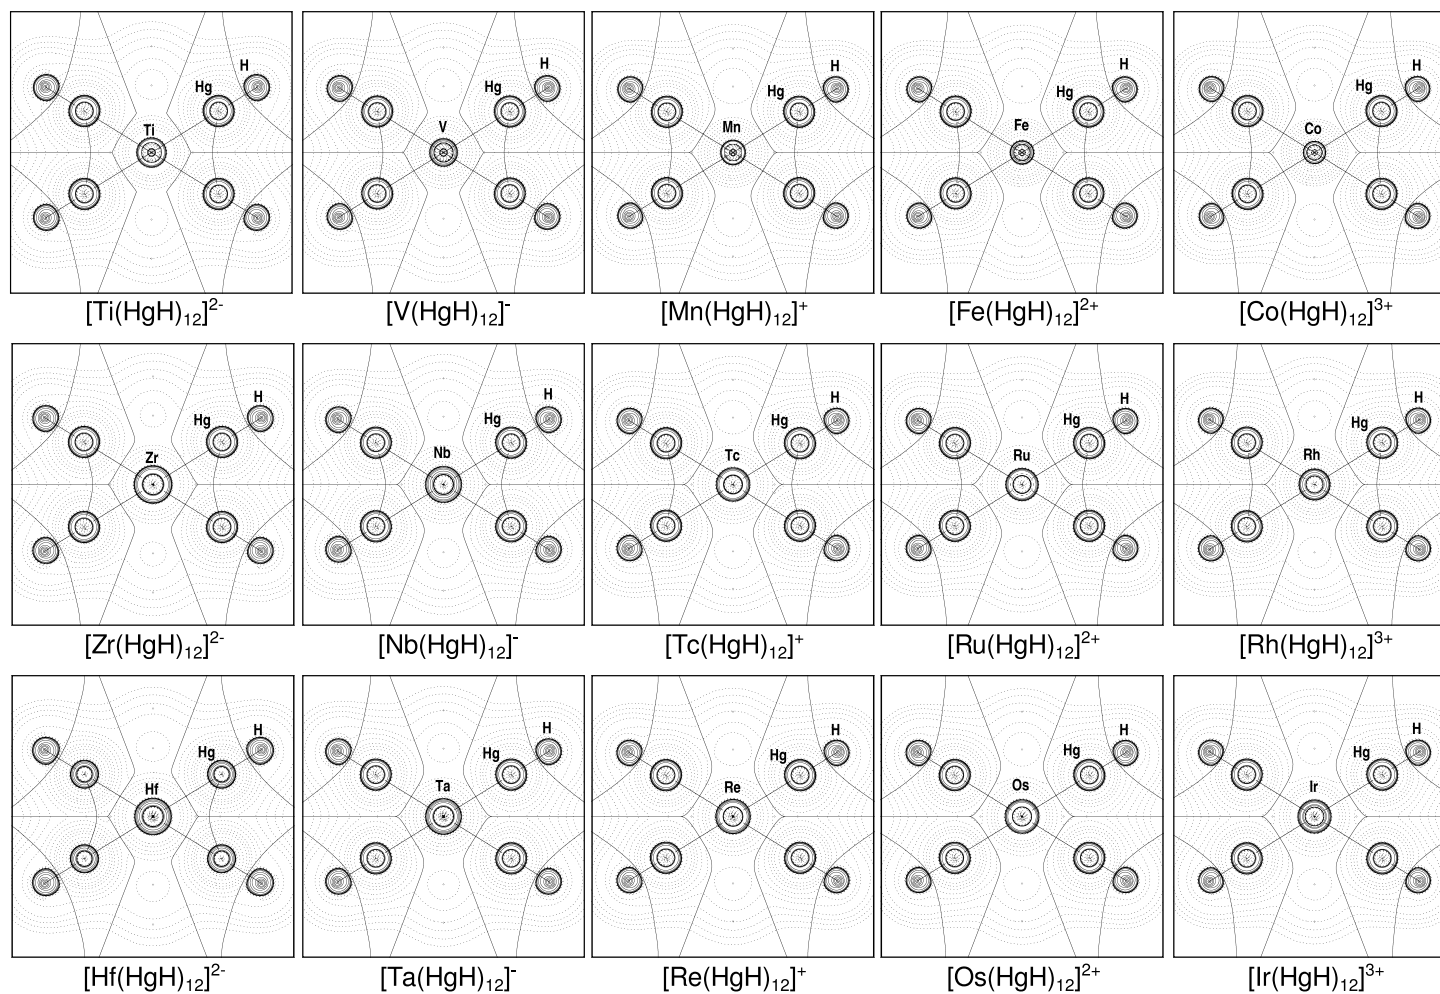 H H H H H
Hg Hg Hg Hg Hg
Ti V Mn Fe Co
[Ti(HgH)₁₂]²⁻ [V(HgH)₁₂]⁻ [Mn(HgH)₁₂]⁺ [Fe(HgH)₁₂]²⁺ [Co(HgH)₁₂]³⁺
H H H H H
Hg Hg Hg Hg Hg
Zr Nb Tc Ru Rh
[Zr(HgH)₁₂]²⁻ [Nb(HgH)₁₂]⁻ [Tc(HgH)₁₂]⁺ [Ru(HgH)₁₂]²⁺ [Rh(HgH)₁₂]³⁺
H H H H H
Hg Hg Hg Hg Hg
Hf Ta Re Os Ir
[Hf(HgH)₁₂]²⁻ [Ta(HgH)₁₂]⁻ [Re(HgH)₁₂]⁺ [Os(HgH)₁₂]²⁺ [Ir(HgH)₁₂]³⁺